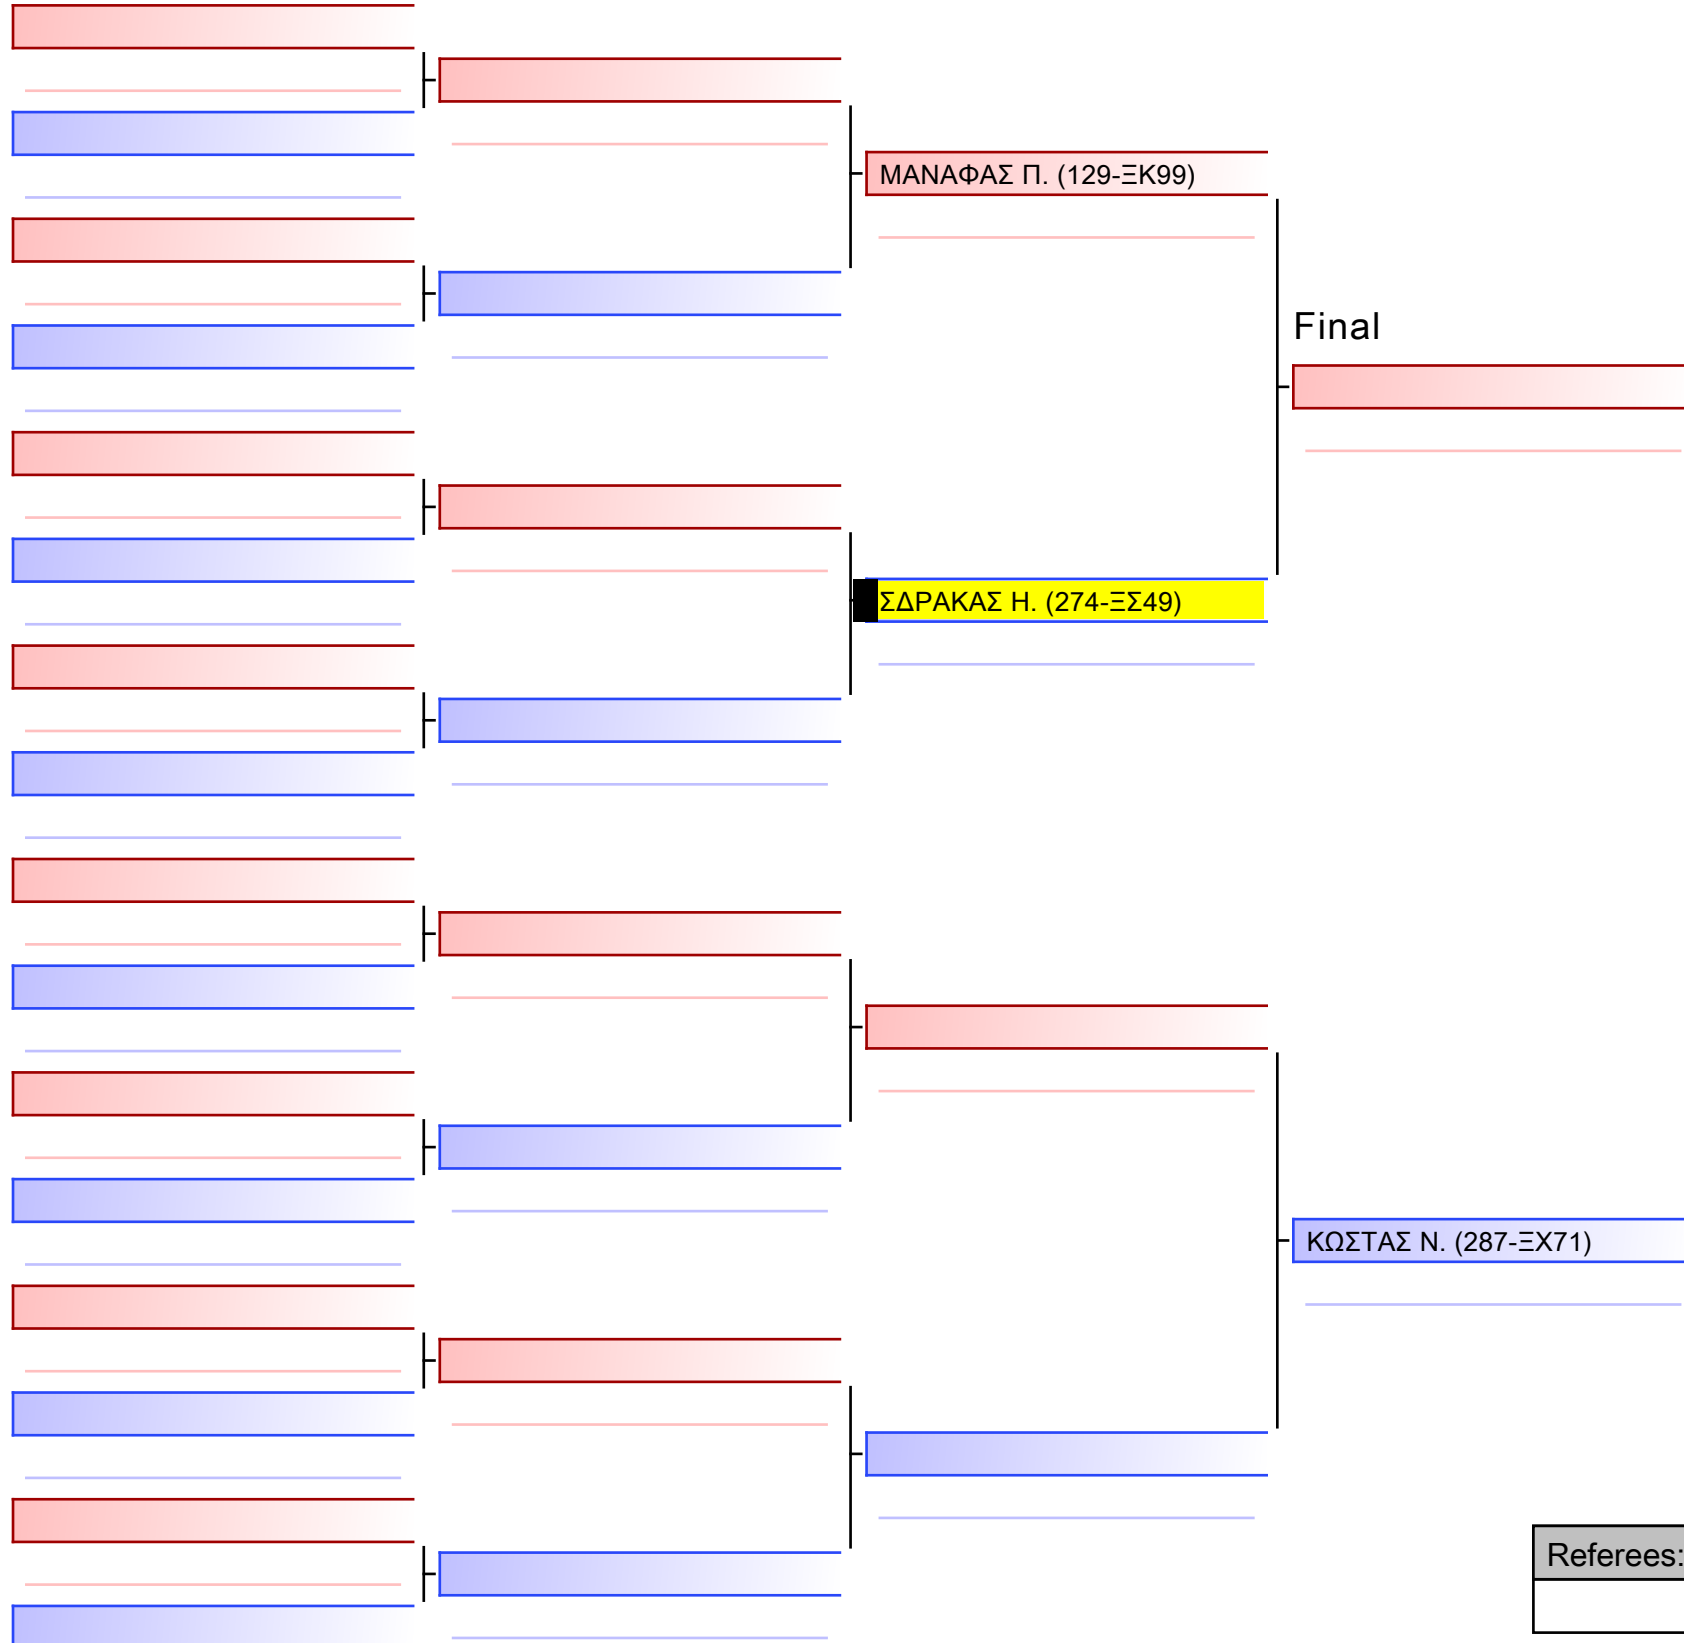 ΜΑΝΑΦΑΣ Π. (129-ΞΚ99)
Final
ΣΔΡΑΚΑΣ Η. (274-ΞΣ49)
ΚΩΣΤΑΣ Ν. (287-ΞΧ71)
Referees: